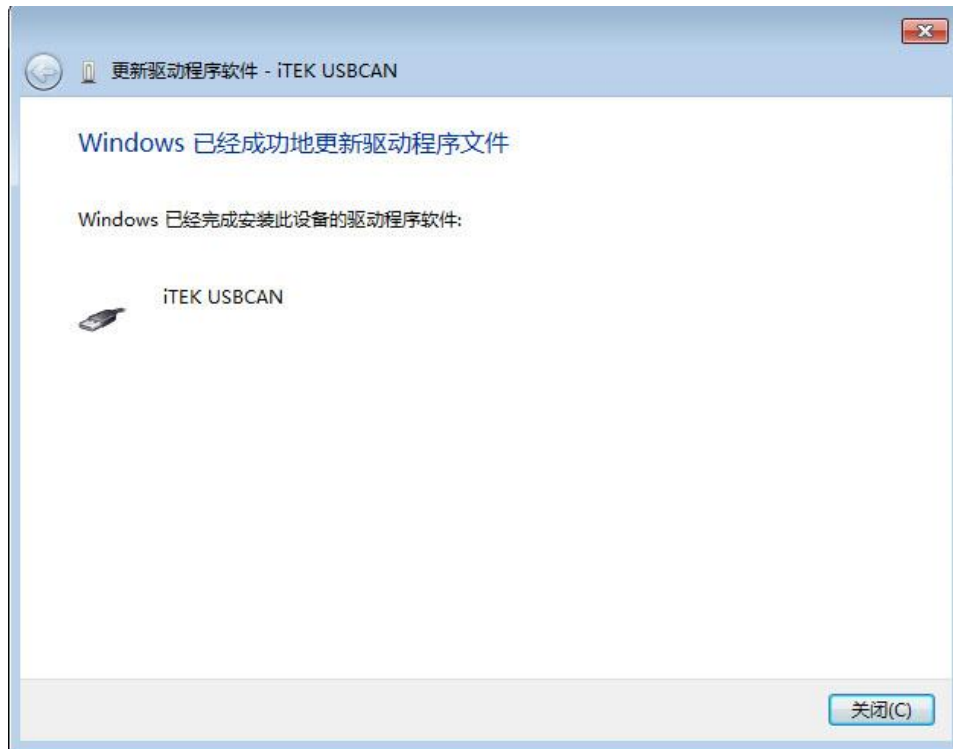 更新驱动程序软件 - iTEK USBCAN
Windows 已经成功地更新驱动程序文件
Windows 已经完成安装此设备的驱动程序软件:
iTEK USBCAN
关闭(C)